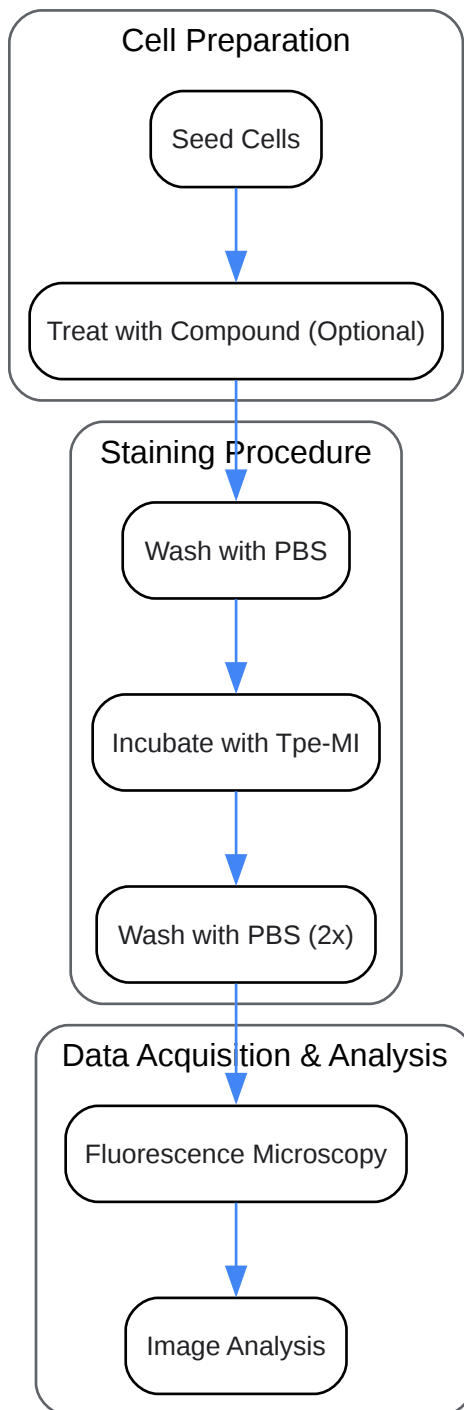 Cell Preparation
Seed Cells
Treat with Compound (Optional)
Staining Procedure
Wash with PBS
Incubate with Tpe-MI
Wash with PBS (2x)
Data Acquisition & Analysis
Fluorescence Microscopy
Image Analysis